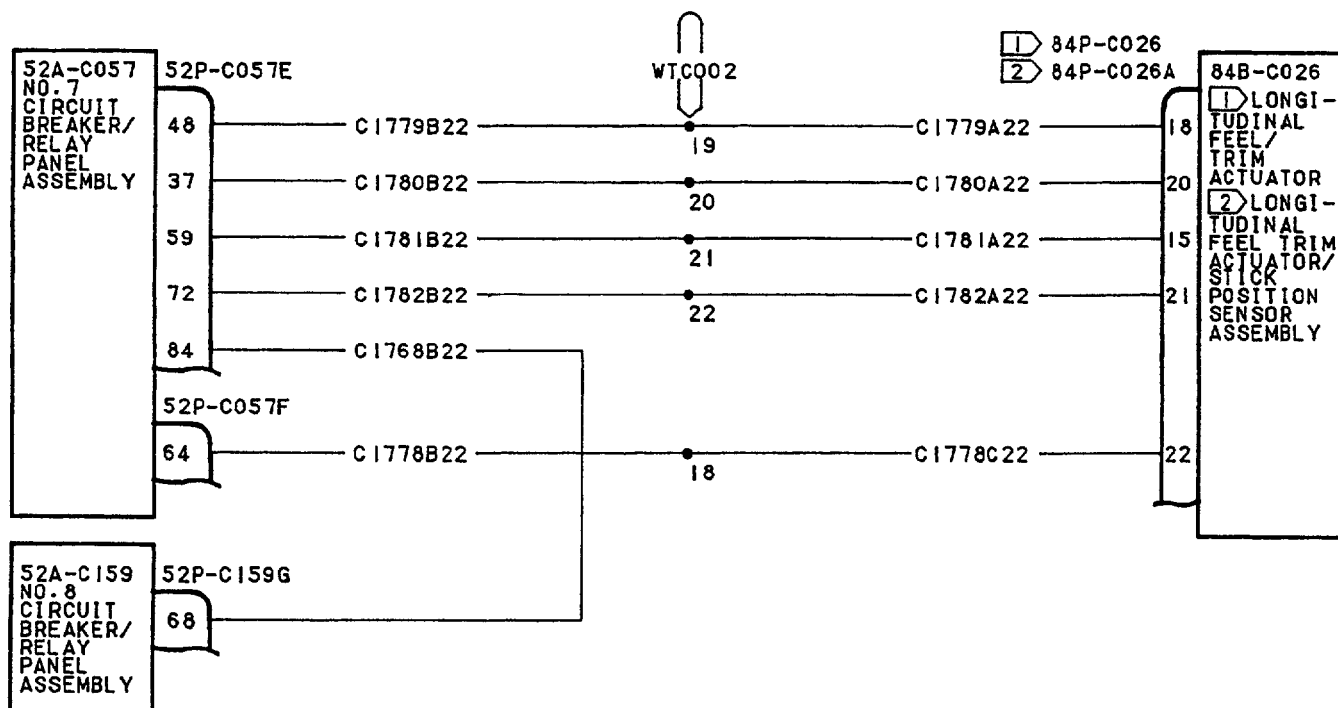 52A-C057
NO.7
CIRCUIT
BREAKER/
RELAY
PANEL
ASSEMBLY
52P-C057E
48
37
59
72
84
52P-C057F
64
C1779B22
C1780B22
C1781B22
C1782B22
C1768B22
C1778B22
WTC002
19
20
21
22
18
C1779A22
C1780A22
C1781A22
C1782A22
C1778C22
1 84P-C026
2 84P-C026A
18
20
15
21
22
84B-C026
1 LONGI-
TUDINAL
FEEL/
TRIM
ACTUATOR
2 LONGI-
TUDINAL
FEEL TRIM
ACTUATOR/
STICK
POSITION
SENSOR
ASSEMBLY
52A-C159
NO.8
CIRCUIT
BREAKER/
RELAY
PANEL
ASSEMBLY
52P-C159G
68